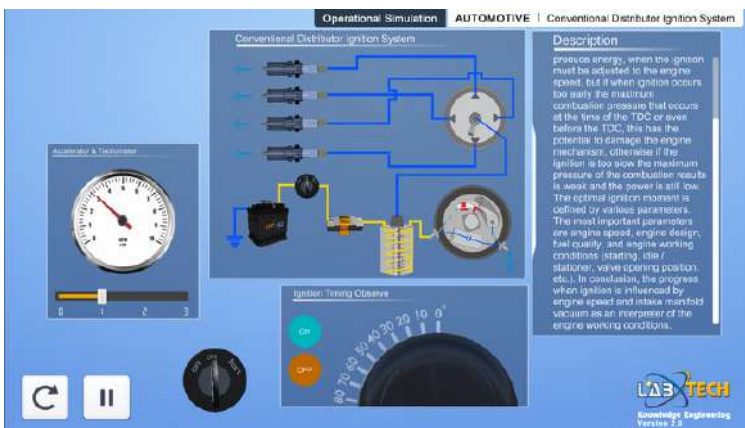 Operational Simulation
AUTOMOTIVE | Conventional Distributor Ignition System
Conventional Distributor Ignition System
Description
produce energy, when the ignition
must be adjusted to the engine
speed, but if when ignition occurs
too early the maximum
combustion pressure that occurs
at the time of the TDC or even
before the TDC, this has the
potential to damage the engine
mechanism, otherwise if the
ignition is too slow the maximum
pressure of the combustion results
is weak and the power is still low.
The optimal ignition moment is
defined by various parameters.
The most important parameters
are engine speed, engine design,
fuel quality, and engine working
conditions (starting, idle /
stationer, valve opening position,
etc.). In conclusion, the progress
when ignition is influenced by
engine speed and intake manifold
vacuum as an interpreter of the
engine working conditions.
Accelerator & Tachometer
0 1 2 3
Ignition Timing Observe
On
OFF
80 70 60 50 40 30 20 10 0°
LABTECH
Knowledge Engineering
Version 2.0